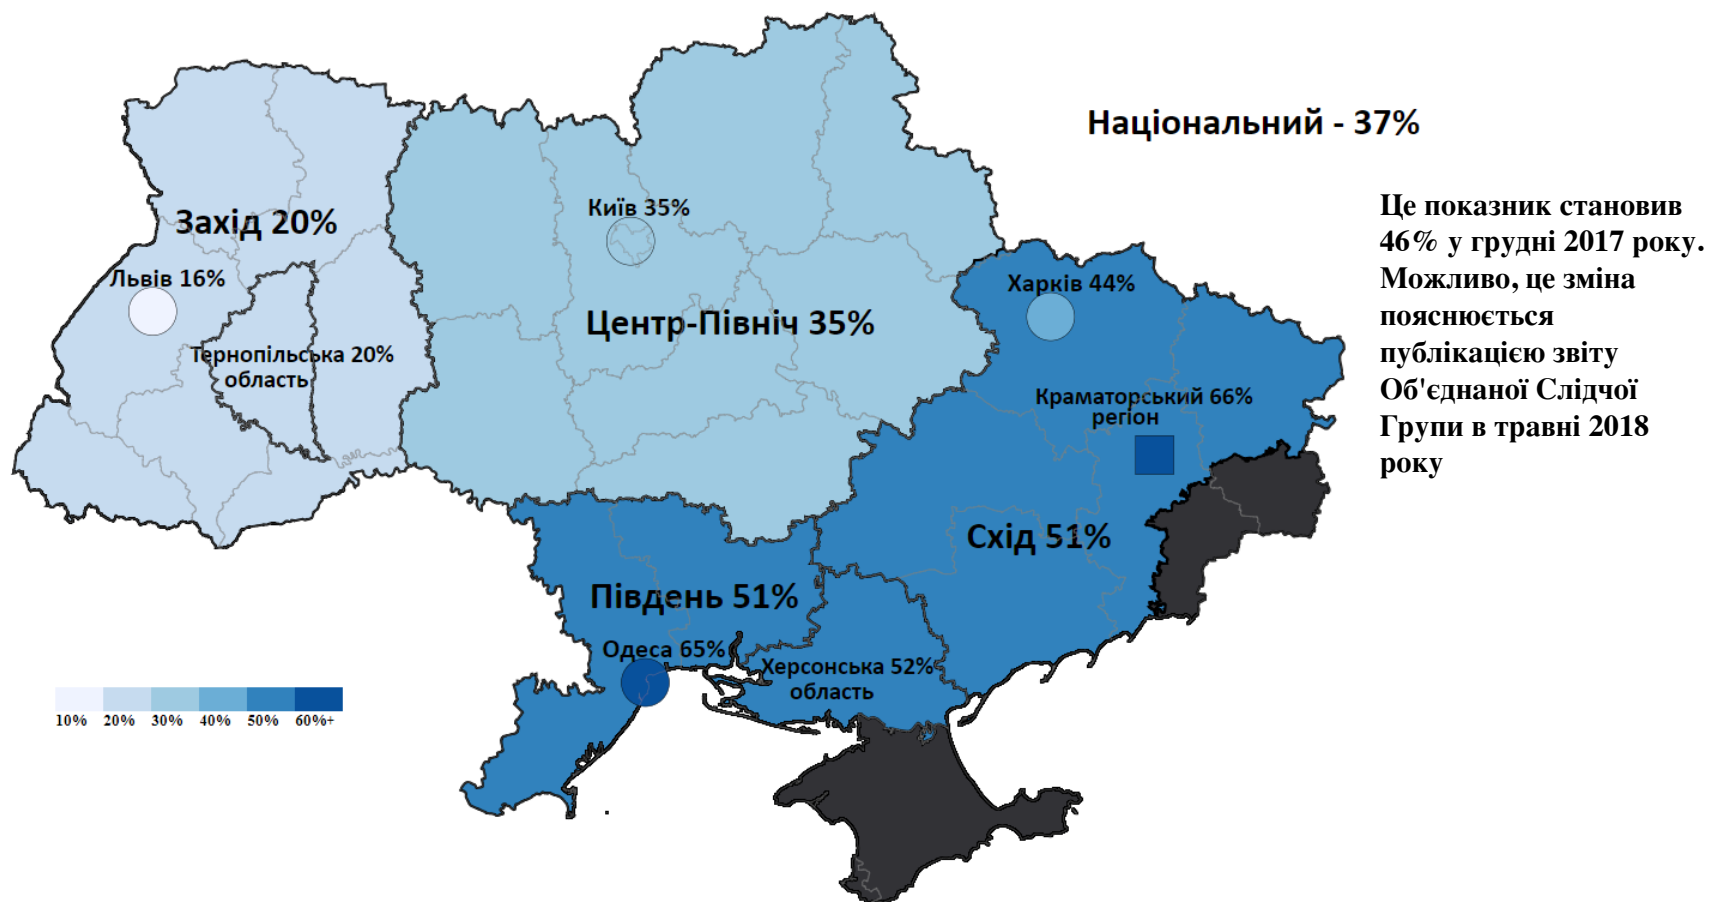 Національний - 37%
Це показник становив
46% у грудні 2017 року.
Можливо, це зміна
пояснюється
публікацією звіту
Об'єднаної Слідчої
Групи в травні 2018
року
Захід 20%
Львів 16%
Тернопільська 20%
область
Київ 35%
Центр-Північ 35%
Харків 44%
Краматорський 66%
регіон
Схід 51%
Південь 51%
Одеса 65%
Херсонська 52%
область
10% 20% 30% 40% 50% 60%+